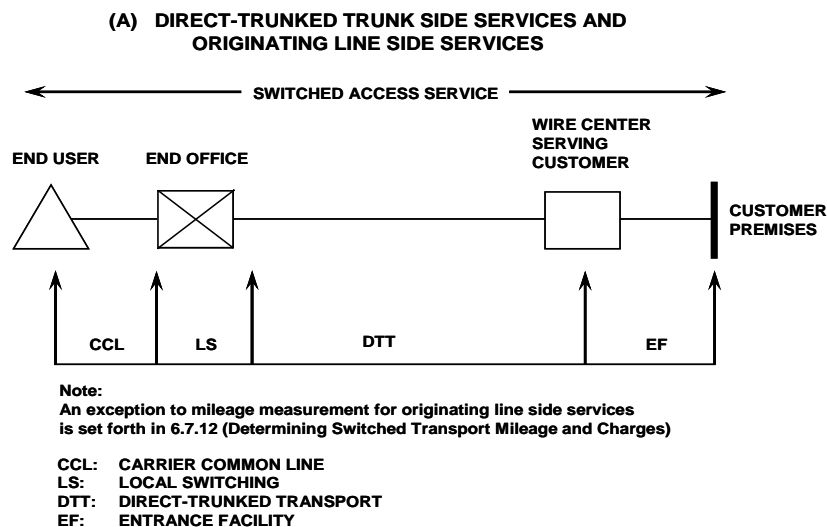 (A) DIRECT-TRUNKED TRUNK SIDE SERVICES AND
ORIGINATING LINE SIDE SERVICES
SWITCHED ACCESS SERVICE
WIRE CENTER
SERVING
CUSTOMER
END USER
END OFFICE
CUSTOMER
PREMISES
CCL
LS
DTT
EF
Note:
An exception to mileage measurement for originating line side services
is set forth in 6.7.12 (Determining Switched Transport Mileage and Charges)
CCL: CARRIER COMMON LINE
LS: LOCAL SWITCHING
DTT: DIRECT-TRUNKED TRANSPORT
EF: ENTRANCE FACILITY